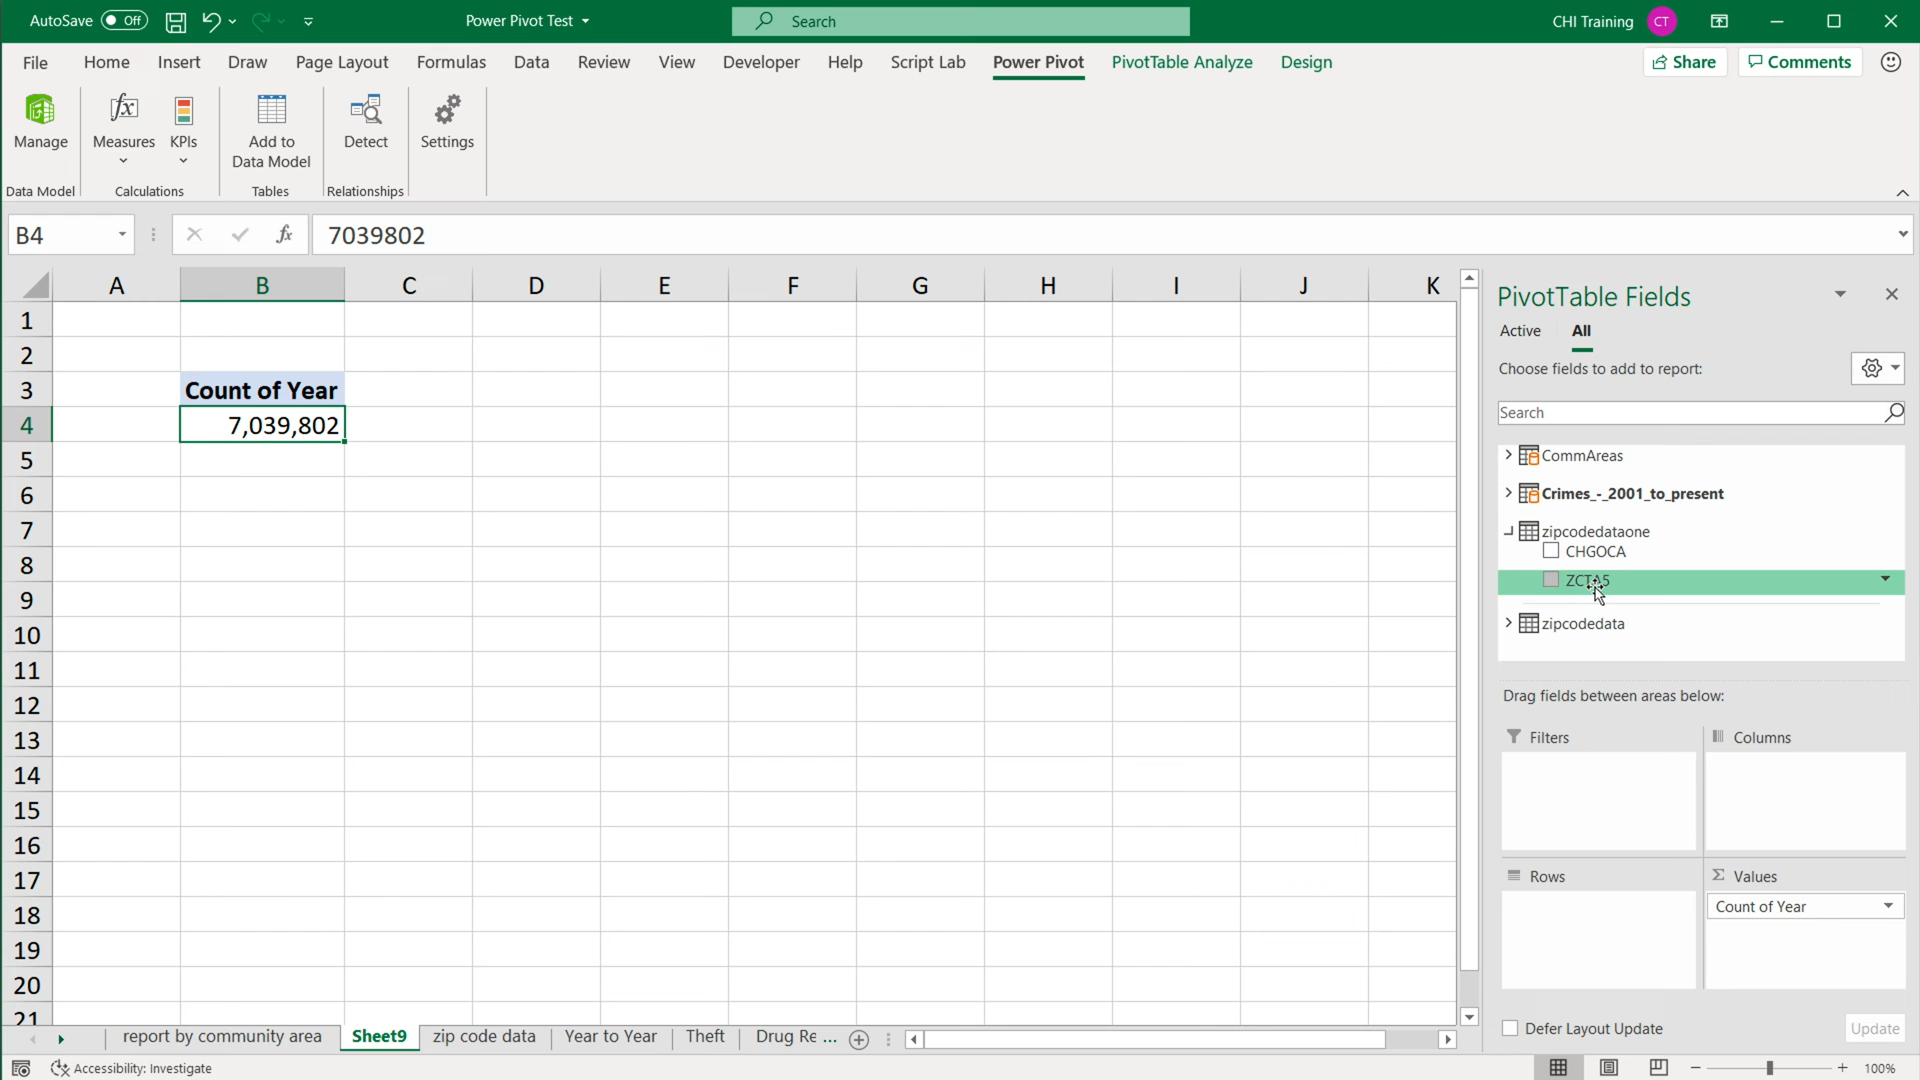 AutoSave Off Power Pivot Test Search CHI Training CT
File Home Insert Draw Page Layout Formulas Data Review View Developer Help Script Lab Power Pivot PivotTable Analyze Design Share Comments
Manage Measures KPIs Add to Data Model Detect Settings
Data Model Calculations Tables Relationships
B4 fx 7039802
A B C D E F G H I J K
1
2
3 Count of Year
4 7,039,802
5
6
7
8
9
10
11
12
13
14
15
16
17
18
19
20
21
PivotTable Fields
Active All
Choose fields to add to report:
Search
CommAreas
Crimes_-_2001_to_present
zipcodedataone
CHGOCA
ZCTA5
zipcodedata
Drag fields between areas below:
Filters Columns
Rows Σ Values
Count of Year
Defer Layout Update Update
report by community area Sheet9 zip code data Year to Year Theft Drug Re ...
Accessibility: Investigate 100%